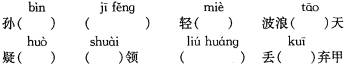 bìn jī fěng miè tāo
孙( ) ( ) 轻( ) 波浪( )天
huò shuài liú huáng kuī
疑( ) ( )领 ( ) 丢( )弃甲